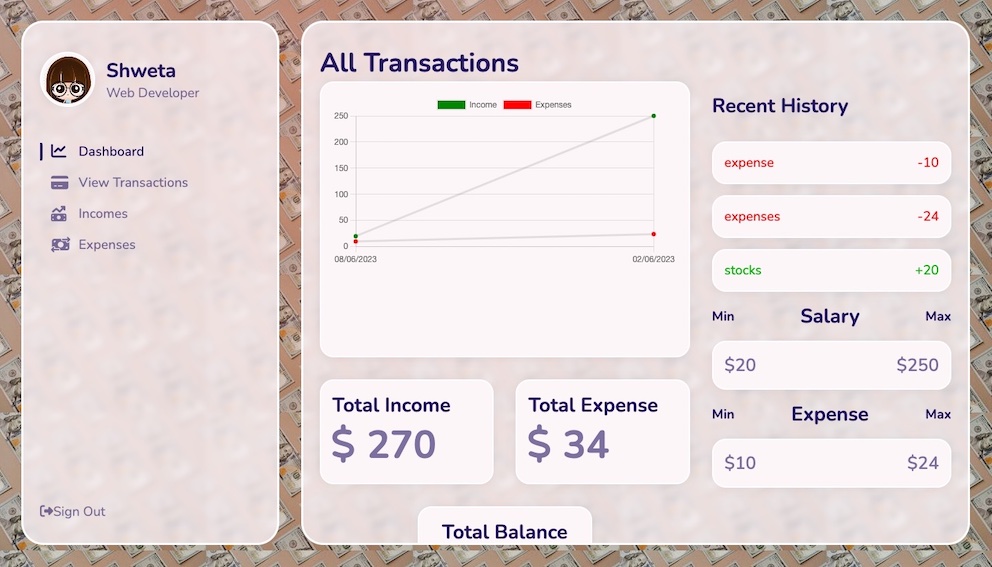 Shweta
Web Developer
Dashboard
View Transactions
Incomes
Expenses
Sign Out
All Transactions
Income Expenses
250
200
150
100
50
0
08/06/2023 02/06/2023
Total Income
$ 270
Total Expense
$ 34
Total Balance
Recent History
expense -10
expenses -24
stocks +20
Min Salary Max
$20 $250
Min Expense Max
$10 $24